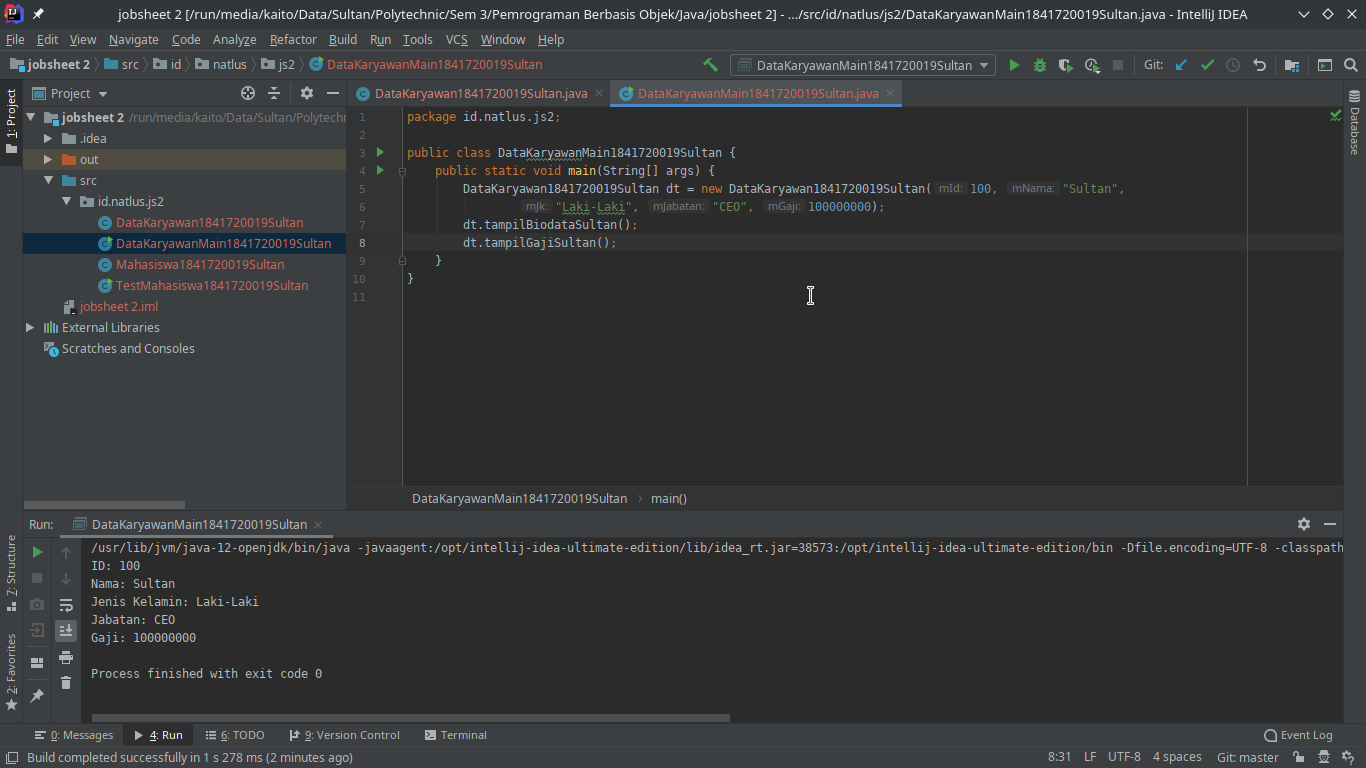 jobsheet 2 [/run/media/kaito/Data/Sultan/Polytechnic/Sem 3/Pemrograman Berbasis Objek/Java/jobsheet 2] - .../src/id/natlus/js2/DataKaryawanMain1841720019Sultan.java - IntelliJ IDEA
File Edit View Navigate Code Analyze Refactor Build Run Tools VCS Window Help
jobsheet 2 src id natlus js2 DataKaryawanMain1841720019Sultan DataKaryawanMain1841720019Sultan Git:
1: Project
Project
DataKaryawan1841720019Sultan.java
DataKaryawanMain1841720019Sultan.java
Database
jobsheet 2 /run/media/kaito/Data/Sultan/Polytechn
.idea
out
src
id.natlus.js2
DataKaryawan1841720019Sultan
DataKaryawanMain1841720019Sultan
Mahasiswa1841720019Sultan
TestMahasiswa1841720019Sultan
jobsheet 2.iml
External Libraries
Scratches and Consoles
1 package id.natlus.js2;
2
3 public class DataKaryawanMain1841720019Sultan {
4 public static void main(String[] args) {
5 DataKaryawan1841720019Sultan dt = new DataKaryawan1841720019Sultan( mId: 100, mNama: "Sultan",
6 mJk: "Laki-Laki", mJabatan: "CEO", mGaji: 100000000);
7 dt.tampilBiodataSultan();
8 dt.tampilGajiSultan();
9 }
10 }
11
DataKaryawanMain1841720019Sultan › main()
Run: DataKaryawanMain1841720019Sultan
7: Structure
2: Favorites
/usr/lib/jvm/java-12-openjdk/bin/java -javaagent:/opt/intellij-idea-ultimate-edition/lib/idea_rt.jar=38573:/opt/intellij-idea-ultimate-edition/bin -Dfile.encoding=UTF-8 -classpath
ID: 100
Nama: Sultan
Jenis Kelamin: Laki-Laki
Jabatan: CEO
Gaji: 100000000
Process finished with exit code 0
0: Messages 4: Run 6: TODO 9: Version Control Terminal Event Log
Build completed successfully in 1 s 278 ms (2 minutes ago) 8:31 LF UTF-8 4 spaces Git: master